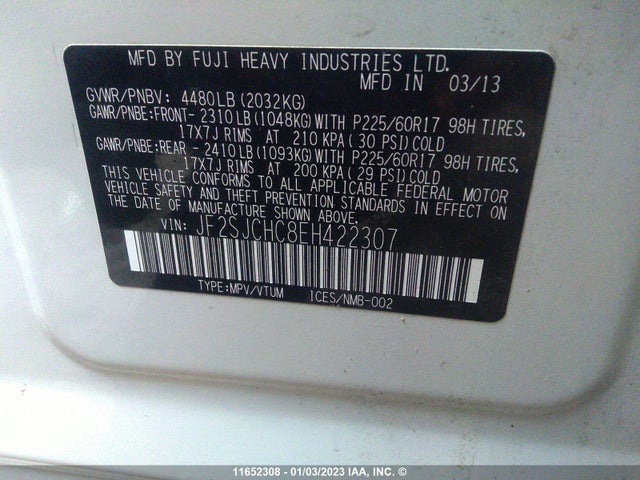 MFD BY FUJI HEAVY INDUSTRIES LTD.
MFD IN 03/13
GVWR/PNBV: 4480LB(2032KG)
GAWR/PNBE:FRONT- 2310LB(1048KG)WITH P225/60R17 98H TIRES,
17X7J RIMS AT 210 KPA(30 PSI)COLD
GAWR/PNBE:REAR - 2410LB(1093KG)WITH P225/60R17 98H TIRES,
17X7J RIMS AT 200 KPA(29 PSI)COLD
THIS VEHICLE CONFORMS TO ALL APPLICABLE FEDERAL MOTOR
VEHICLE SAFETY AND THEFT PREVENTION STANDARDS IN EFFECT ON
THE DATE OF MANUFACTURE SHOWN ABOVE.
VIN: JF2SJCHC8EH422307
TYPE:MPV/VTUM ICES/NMB-002
11652308 - 01/03/2023 IAA, INC. ©